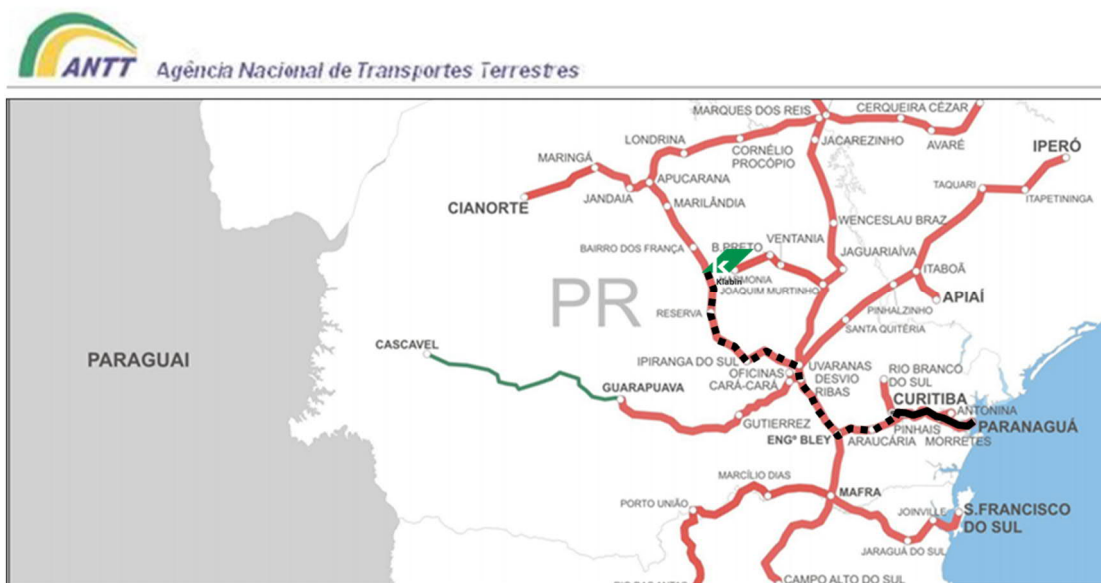 ANTT Agência Nacional de Transportes Terrestres
MARQUES DOS REIS
CERQUEIRA CÉZAR
LONDRINA
CORNÉLIO
PROCÓPIO
JACAREZINHO
AVARÉ
IPERÓ
MARINGÁ
APUCARANA
TAQUARI
ITAPETININGA
CIANORTE
JANDAIA
MARILÂNDIA
WENCESLAU BRAZ
BAIRRO DOS FRANÇA
B.PRETO
VENTANIA
JAGUARIAÍVA
ITABOÃ
k
Klabin
HARMONIA
JOAQUIM MURTINHO
APIAÍ
PR
RESERVA
PINHALZINHO
SANTA QUITÉRIA
CASCAVEL
PARAGUAI
IPIRANGA DO SUL
UVARANAS
RIO BRANCO
DO SUL
OFICINAS
DESVIO
RIBAS
CARÁ-CARÁ
GUARAPUAVA
CURITIBA
ANTONINA
GUTIERREZ
PINHAIS
PARANAGUÁ
ENGº BLEY
ARAUCÁRIA
MORRETES
MARCÍLIO DIAS
PORTO UNIÃO
MAFRA
JOINVILLE
S.FRANCISCO
DO SUL
JARAGUÁ DO SUL
CAMPO ALTO DO SUL